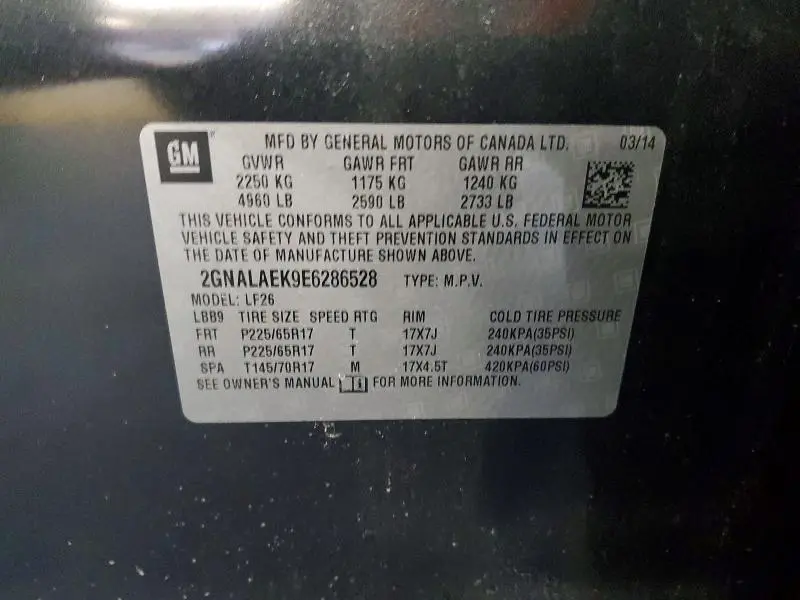 GM MFD BY GENERAL MOTORS OF CANADA LTD. 03/14
GVWR GAWR FRT GAWR RR
2250 KG 1175 KG 1240 KG
4960 LB 2590 LB 2733 LB
THIS VEHICLE CONFORMS TO ALL APPLICABLE U.S. FEDERAL MOTOR
VEHICLE SAFETY AND THEFT PREVENTION STANDARDS IN EFFECT ON
THE DATE OF MANUFACTURE SHOWN ABOVE.
2GNALAEK9E6286528 TYPE: M.P.V.
MODEL: LF26
LBB9 TIRE SIZE SPEED RTG RIM COLD TIRE PRESSURE
FRT P225/65R17 T 17X7J 240KPA(35PSI)
RR P225/65R17 T 17X7J 240KPA(35PSI)
SPA T145/70R17 M 17X4.5T 420KPA(60PSI)
SEE OWNER'S MANUAL FOR MORE INFORMATION.